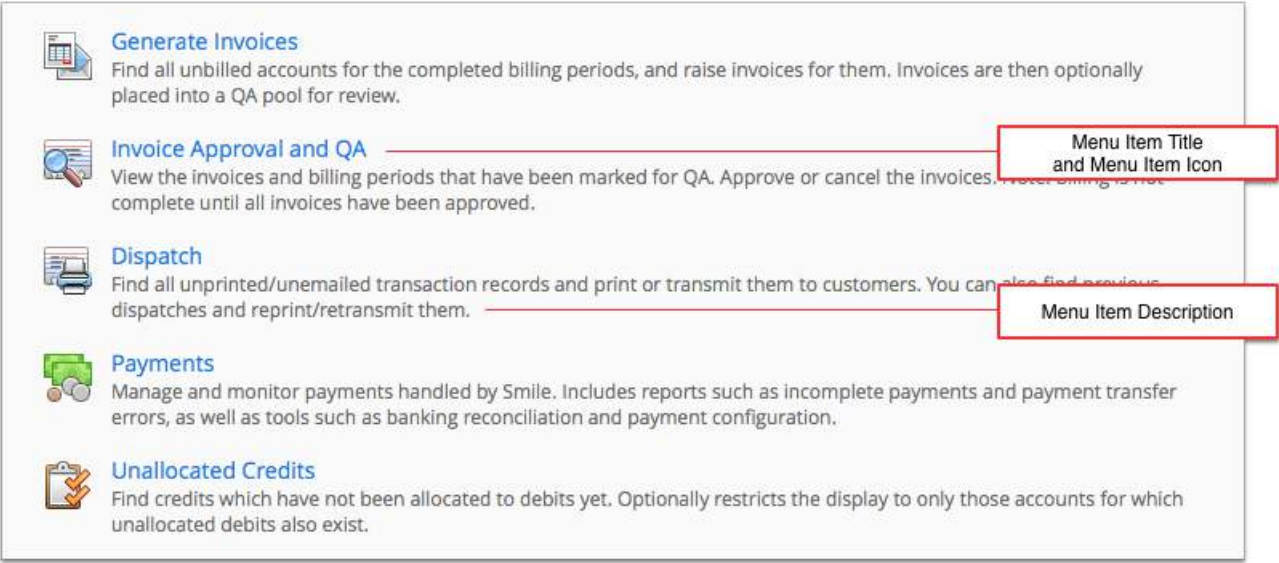 Generate Invoices
Find all unbilled accounts for the completed billing periods, and raise invoices for them. Invoices are then optionally
placed into a QA pool for review.
Invoice Approval and QA
Menu Item Title
and Menu Item Icon
View the invoices and billing periods that have been marked for QA. Approve or cancel the invoices. Note: billing is not
complete until all invoices have been approved.
Dispatch
Find all unprinted/unemailed transaction records and print or transmit them to customers. You can also find previous
dispatches and reprint/retransmit them.
Menu Item Description
Payments
Manage and monitor payments handled by Smile. Includes reports such as incomplete payments and payment transfer
errors, as well as tools such as banking reconciliation and payment configuration.
Unallocated Credits
Find credits which have not been allocated to debits yet. Optionally restricts the display to only those accounts for which
unallocated debits also exist.